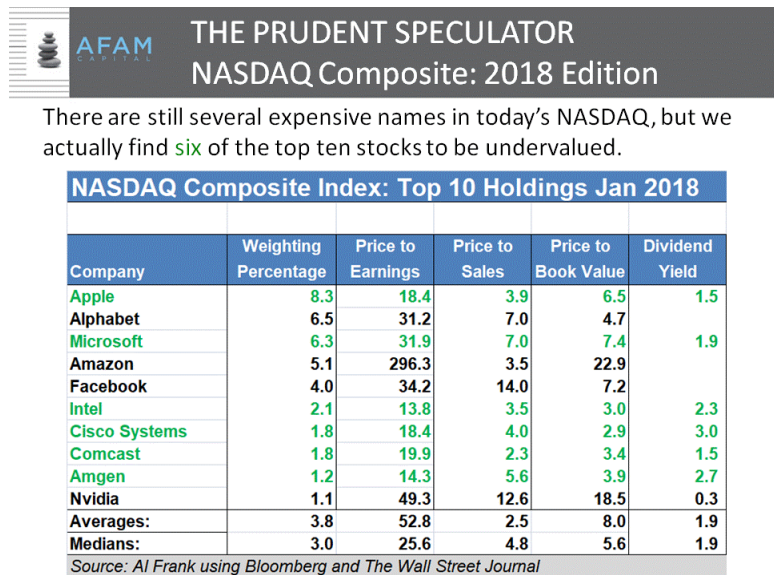 AFAM
CAPITAL
THE PRUDENT SPECULATOR
NASDAQ Composite: 2018 Edition
There are still several expensive names in today's NASDAQ, but we
actually find six of the top ten stocks to be undervalued.
NASDAQ Composite Index: Top 10 Holdings Jan 2018
Weighting Price to Price to Price to Dividend
Company Percentage Earnings Sales Book Value Yield
Apple 8.3 18.4 3.9 6.5 1.5
Alphabet 6.5 31.2 7.0 4.7
Microsoft 6.3 31.9 7.0 7.4 1.9
Amazon 5.1 296.3 3.5 22.9
Facebook 4.0 34.2 14.0 7.2
Intel 2.1 13.8 3.5 3.0 2.3
Cisco Systems 1.8 18.4 4.0 2.9 3.0
Comcast 1.8 19.9 2.3 3.4 1.5
Amgen 1.2 14.3 5.6 3.9 2.7
Nvidia 1.1 49.3 12.6 18.5 0.3
Averages: 3.8 52.8 2.5 8.0 1.9
Medians: 3.0 25.6 4.8 5.6 1.9
Source: Al Frank using Bloomberg and The Wall Street Journal